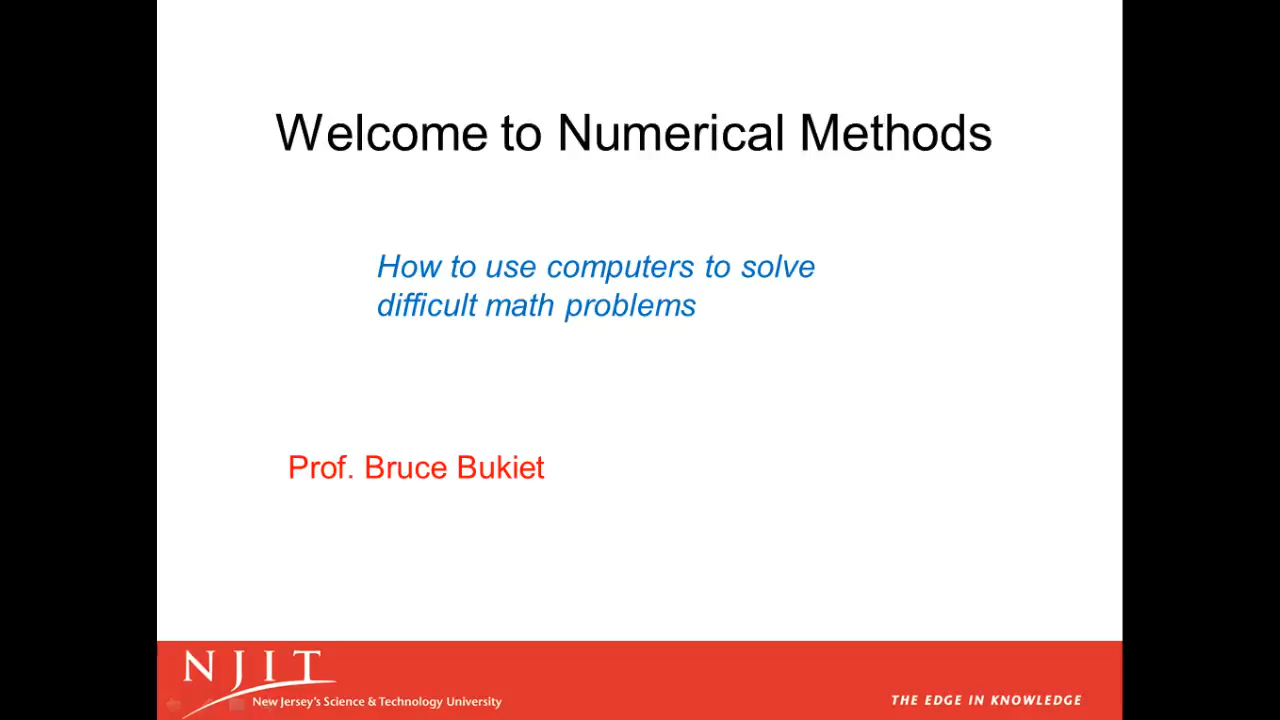 Welcome to Numerical Methods
How to use computers to solve
difficult math problems
Prof. Bruce Bukiet
NJIT
New Jersey's Science & Technology University
THE EDGE IN KNOWLEDGE